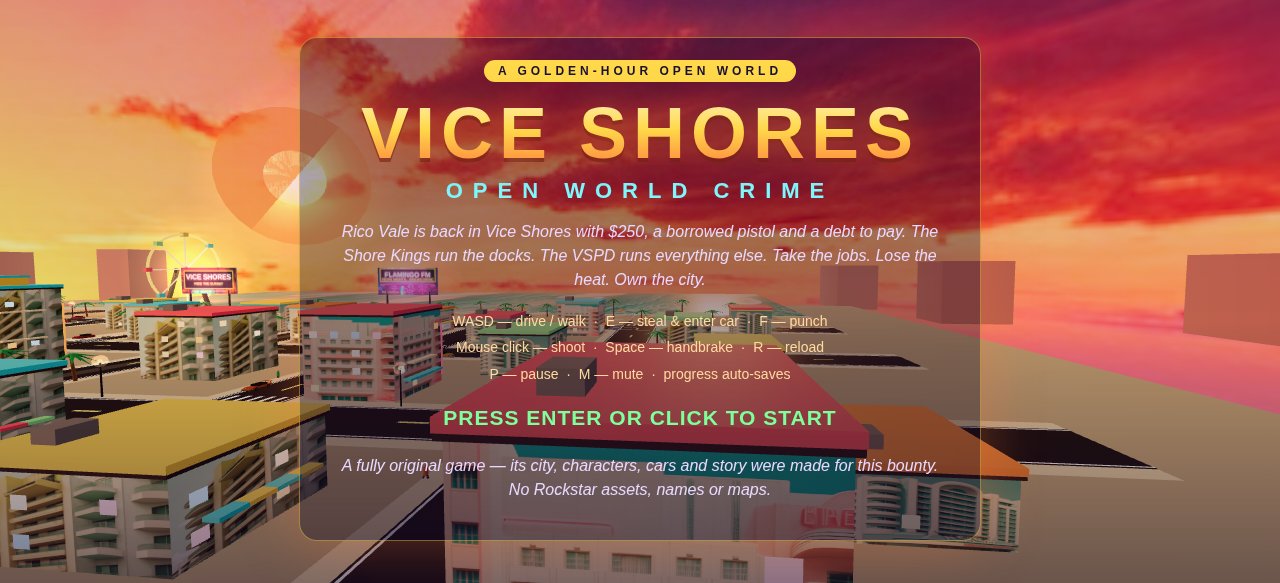 A GOLDEN-HOUR OPEN WORLD
VICE SHORES
OPEN WORLD CRIME
Rico Vale is back in Vice Shores with $250, a borrowed pistol and a debt to pay. The
Shore Kings run the docks. The VSPD runs everything else. Take the jobs. Lose the
heat. Own the city.
VICE SHORES
FLAMINGO FM
WASD — drive / walk · E — steal & enter car F — punch
Mouse click — shoot · Space — handbrake · R — reload
P — pause · M — mute · progress auto-saves
PRESS ENTER OR CLICK TO START
A fully original game — its city, characters, cars and story were made for this bounty.
No Rockstar assets, names or maps.